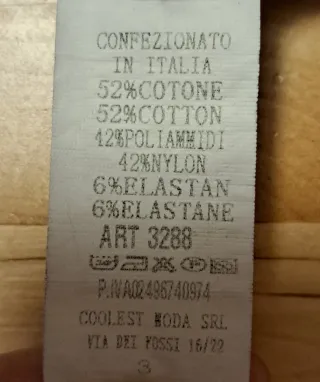 CONFEZIONATO
IN ITALIA
52%COTONE
52%COTTON
42%POLIAMMIDI
42%NYLON
6%ELASTAN
6%ELASTANE
ART 3288
P.IVA02496740974
COOLEST MODA SRL
VIA DEI FOSSI 16/22
3